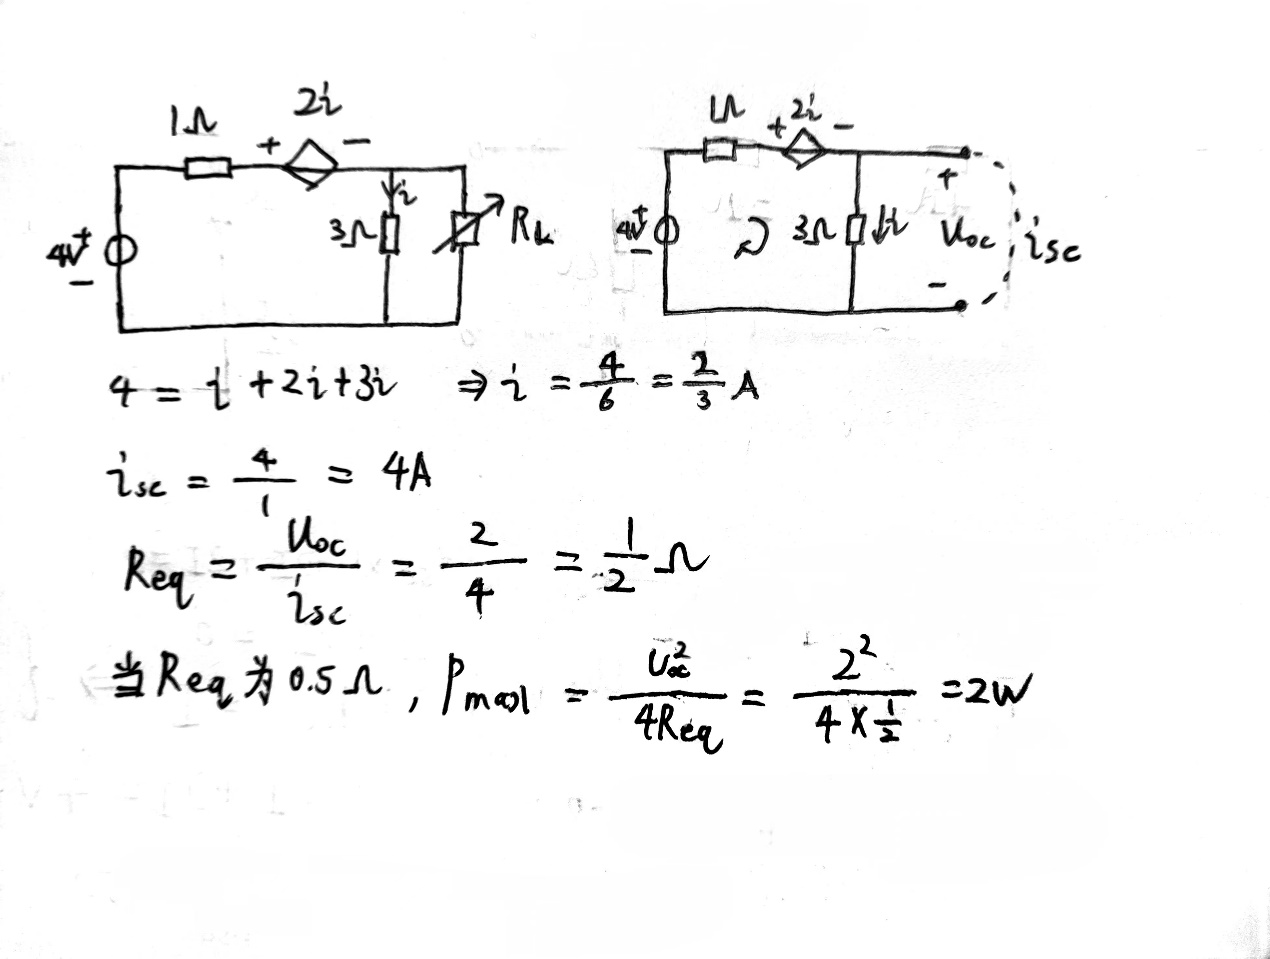 1Ω 2i + −
4V + − 3Ω i RL
1Ω 2i + −
4V + − 3Ω i + Uoc − isc
4 = i + 2i + 3i ⇒ i = 4/6 = 2/3 A
isc = 4/1 = 4A
Req = Uoc/isc = 2/4 = 1/2 Ω
当Req为0.5Ω, Pmax = Uoc²/4Req = 2²/(4×1/2) = 2W